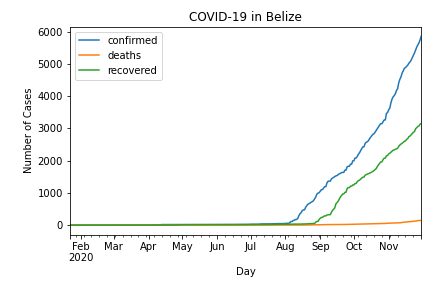 COVID-19 in Belize
confirmed
deaths
recovered
Number of Cases
6000
5000
4000
3000
2000
1000
0
Feb Mar Apr May Jun Jul Aug Sep Oct Nov
2020
Day